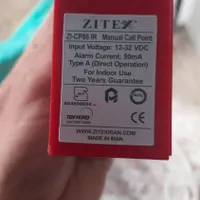 ZITEX
ZI-CP66 IR Manual Call Point
Input Voltage: 12-32 VDC
Alarm Current: 50mA
Type A (Direct Operation)
For Indoor Use
Two Years Guarantee
WWW.ZITEXIRAN.COM
MADE IN IRAN